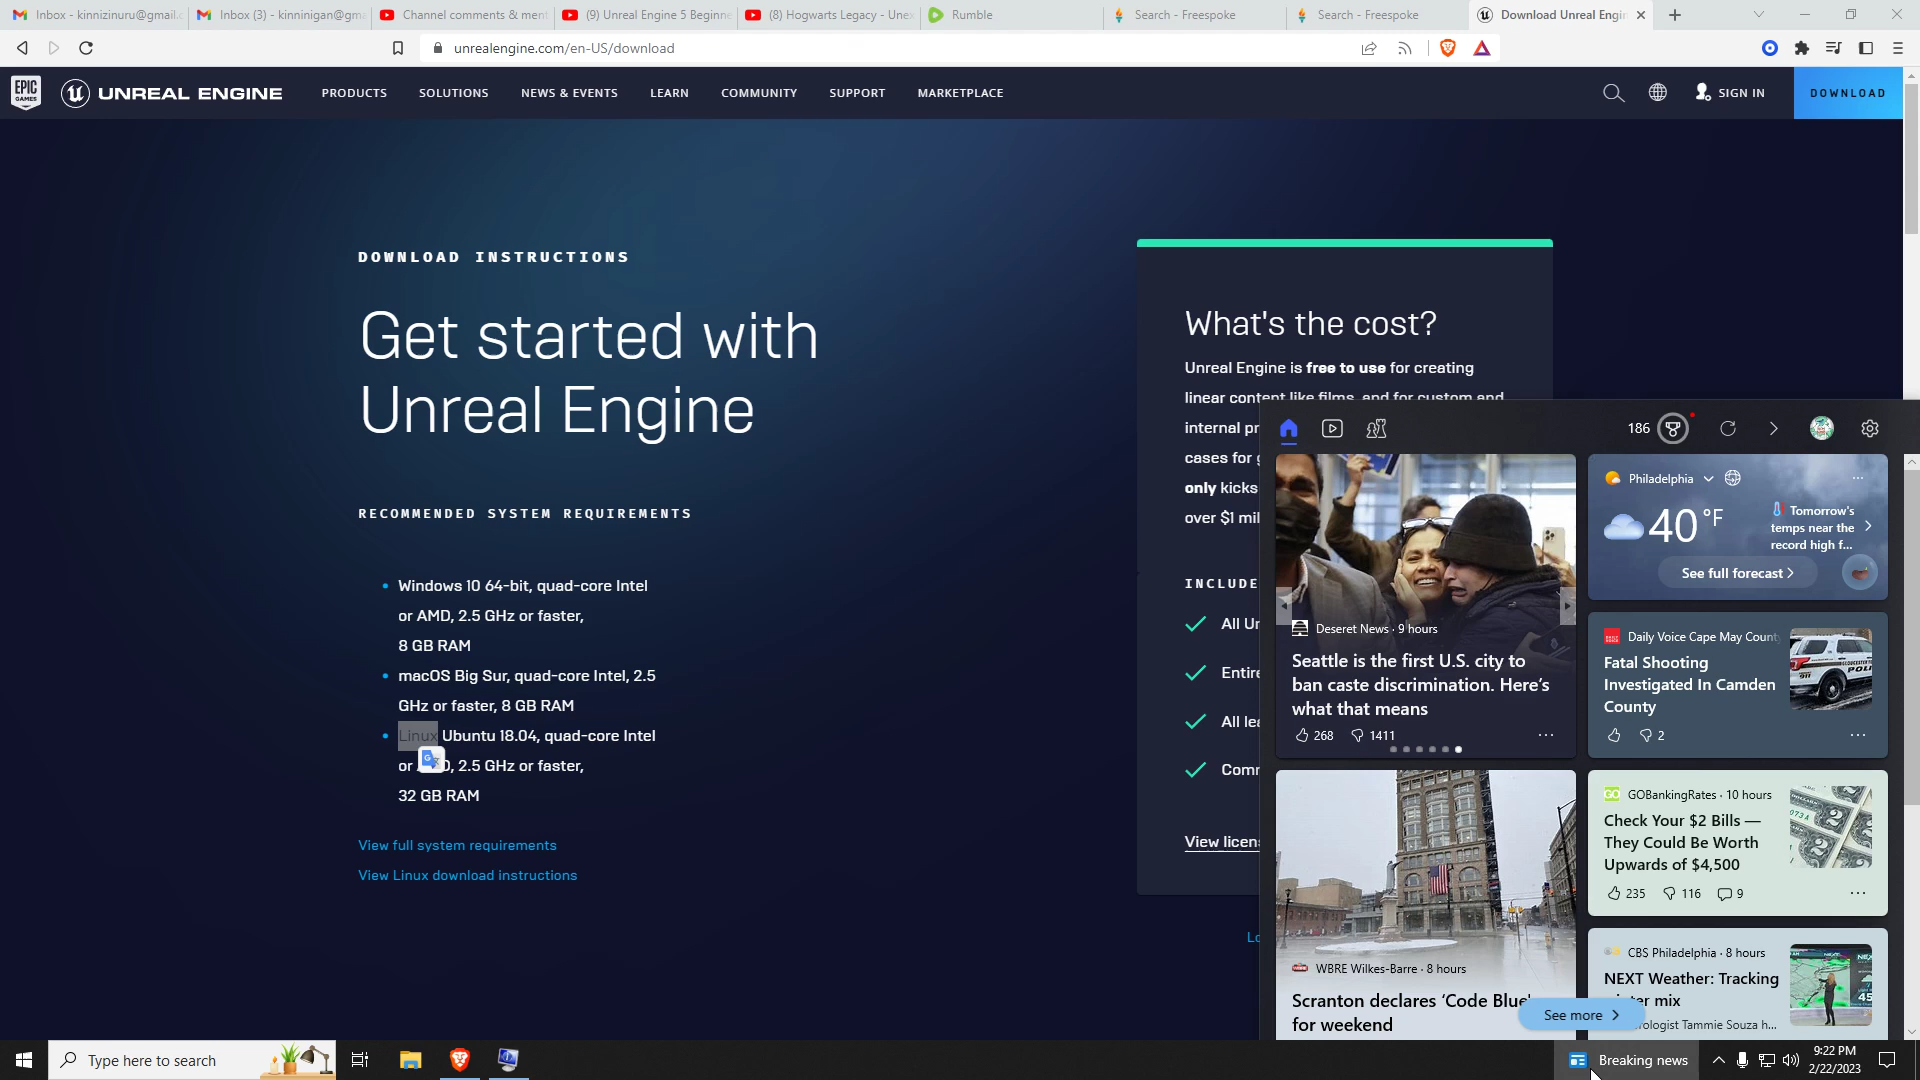 Inbox - kinnizinuru@gmail.c
Inbox (3) - kinninigan@gma
Channel comments & ment
(9) Unreal Engine 5 Beginne
(8) Hogwarts Legacy - Unex
Rumble
Search - Freespoke
Search - Freespoke
Download Unreal Engin
unrealengine.com/en-US/download
EPIC
GAMES
UNREAL ENGINE
PRODUCTS
SOLUTIONS
NEWS & EVENTS
LEARN
COMMUNITY
SUPPORT
MARKETPLACE
SIGN IN
DOWNLOAD
DOWNLOAD INSTRUCTIONS
Get started with
Unreal Engine
RECOMMENDED SYSTEM REQUIREMENTS
Windows 10 64-bit, quad-core Intel
or AMD, 2.5 GHz or faster,
8 GB RAM
macOS Big Sur, quad-core Intel, 2.5
GHz or faster, 8 GB RAM
Linux Ubuntu 18.04, quad-core Intel
or D, 2.5 GHz or faster,
32 GB RAM
View full system requirements
View Linux download instructions
What's the cost?
Unreal Engine is free to use for creating
linear content like films, and for custom and
internal pr
cases for g
only kicks
over $1 mil
INCLUDE
All Un
Entire
All lea
Comm
View licens
Lo
186
Deseret News · 9 hours
Seattle is the first U.S. city to
ban caste discrimination. Here's
what that means
268 1411
Philadelphia
40 °F
Tomorrow's
temps near the
record high f...
See full forecast
Daily Voice Cape May County
Fatal Shooting
Investigated In Camden
County
2
WBRE Wilkes-Barre · 8 hours
Scranton declares 'Code Blue'
for weekend
GOBankingRates · 10 hours
Check Your $2 Bills —
They Could Be Worth
Upwards of $4,500
235 116 9
CBS Philadelphia · 8 hours
NEXT Weather: Tracking
ter mix
rologist Tammie Souza h...
See more
Type here to search
Breaking news
9:22 PM
2/22/2023